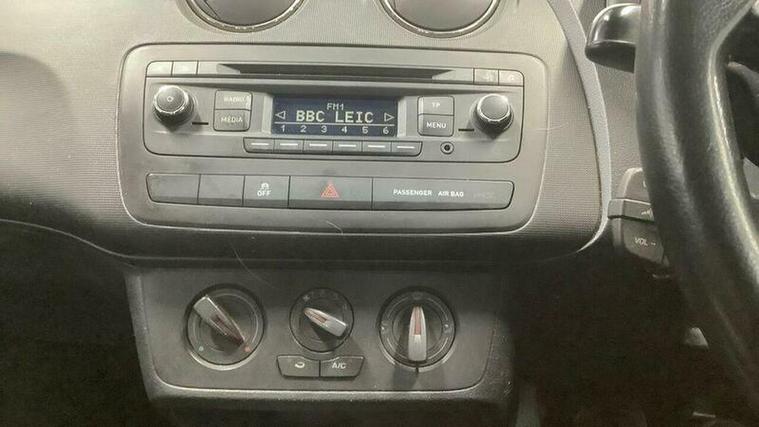 FM1
RADIO
BBC LEIC
TP
MEDIA
1 2 3 4 5 6
MENU
OFF
PASSENGER AIR BAG
VOL -
A/C